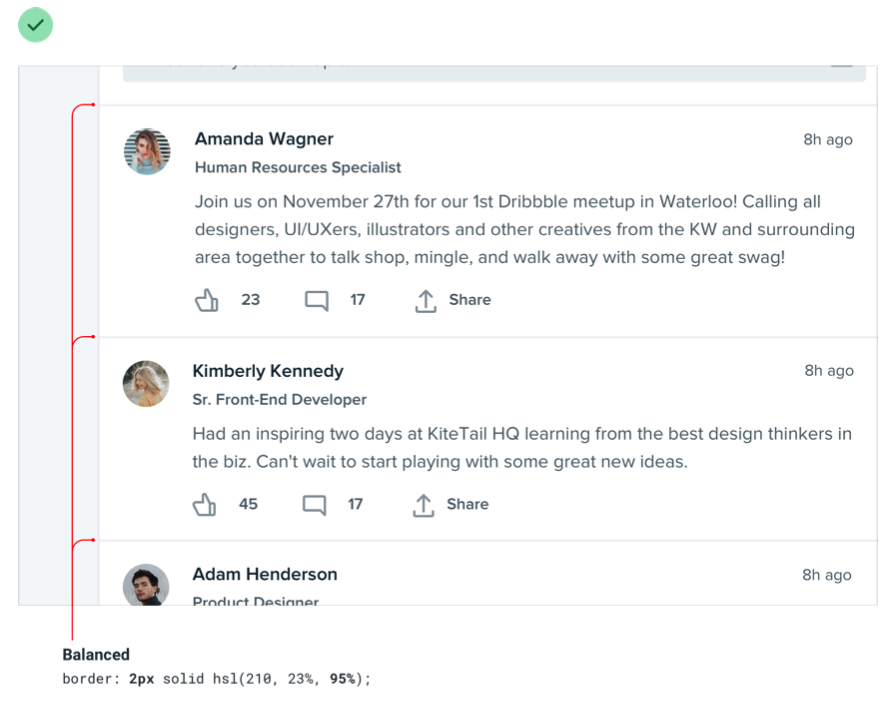 Amanda Wagner
8h ago
Human Resources Specialist
Join us on November 27th for our 1st Dribbble meetup in Waterloo! Calling all
designers, UI/UXers, illustrators and other creatives from the KW and surrounding
area together to talk shop, mingle, and walk away with some great swag!
23 17 Share
Kimberly Kennedy
8h ago
Sr. Front-End Developer
Had an inspiring two days at KiteTail HQ learning from the best design thinkers in
the biz. Can't wait to start playing with some great new ideas.
45 17 Share
Adam Henderson
8h ago
Product Designer
Balanced
border: 2px solid hsl(210, 23%, 95%);